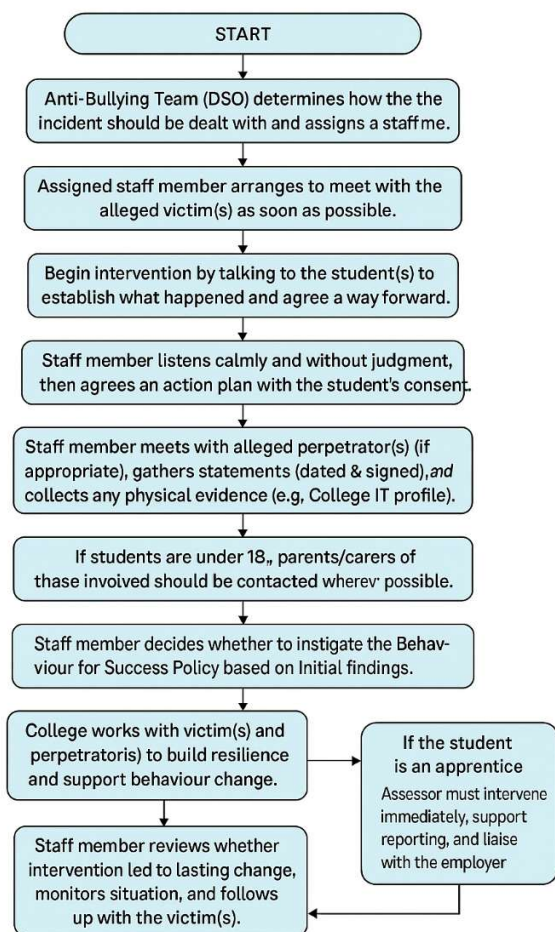 START
Anti-Bullying Team (DSO) determines how the the
incident should be dealt with and assigns a staffme.
Assigned staff member arranges to meet with the
alleged victim(s) as soon as possible.
Begin intervention by talking to the student(s) to
establish what happened and agree a way forward.
Staff member listens calmly and without judgment,
then agrees an action plan with the student's consent.
Staff member meets with alleged perpetrator(s) (if
appropriate), gathers statements (dated & signed), and
collects any physical evidence (e.g, College IT profile).
If students are under 18,, parents/carers of
thase invoived should be contacted wherev· possible.
Staff member decides whether to instigate the Behav-
viour for Success Policy based on Initial findings.
College works with victim(s) and
perpetratoris) to build resilience
and support behaviour change.
If the student
is an apprentice
Assessor must intervene
immediately, support
reporting, and liaise
with the employer
Staff member reviews whether
intervention led to lasting change,
monitors situation, and follows
up with the victim(s).